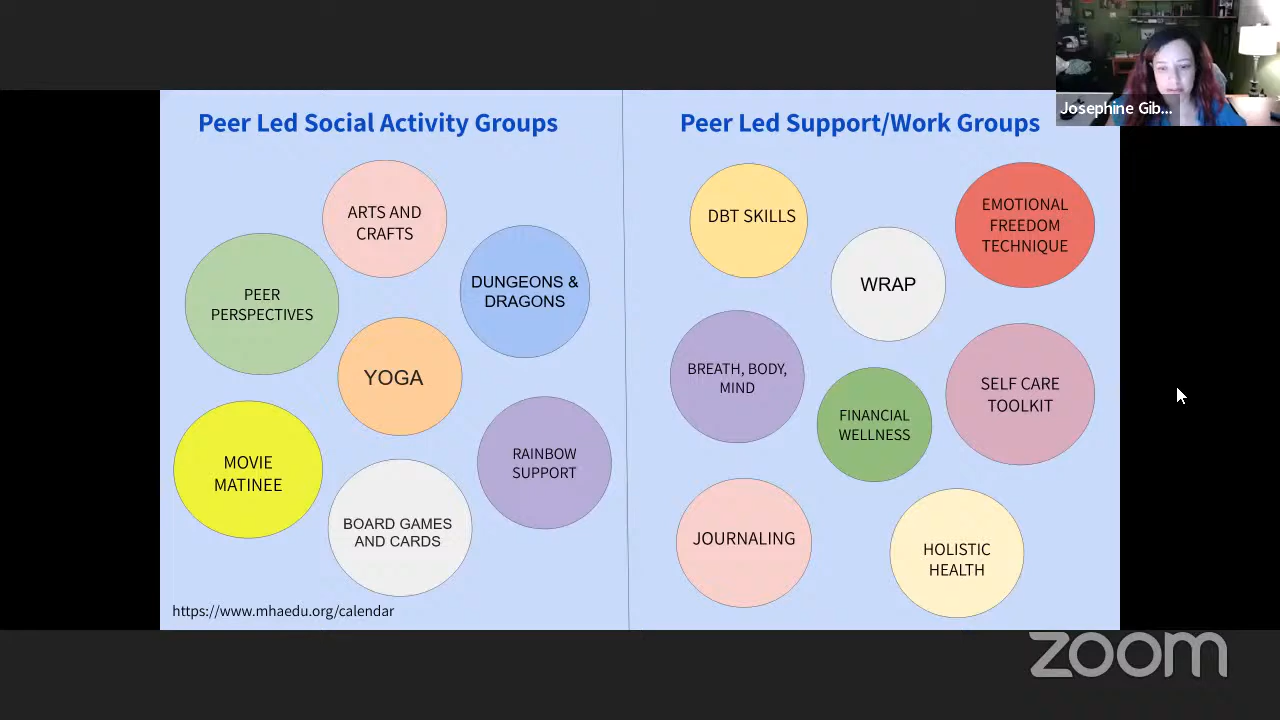 Josephine Gib...
Peer Led Social Activity Groups
ARTS AND
CRAFTS
PEER
PERSPECTIVES
DUNGEONS &
DRAGONS
YOGA
MOVIE
MATINEE
RAINBOW
SUPPORT
BOARD GAMES
AND CARDS
https://www.mhaedu.org/calendar
Peer Led Support/Work Groups
DBT SKILLS
EMOTIONAL
FREEDOM
TECHNIQUE
WRAP
BREATH, BODY,
MIND
SELF CARE
TOOLKIT
FINANCIAL
WELLNESS
JOURNALING
HOLISTIC
HEALTH
zoom